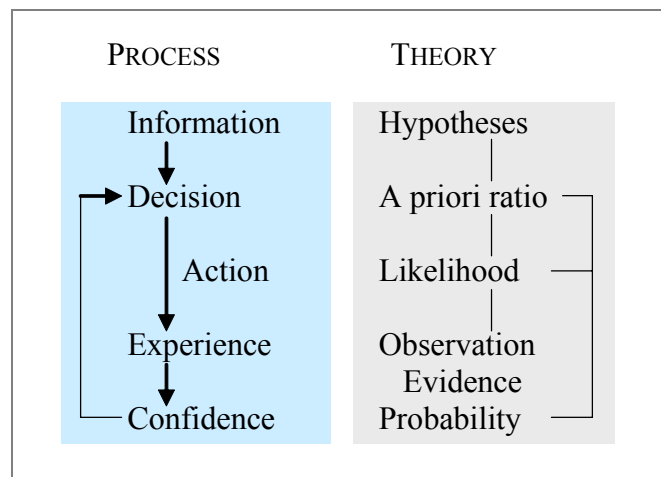 PROCESS
Information
Decision
Action
Experience
Confidence
THEORY
Hypotheses
A priori ratio
Likelihood
Observation
Evidence
Probability